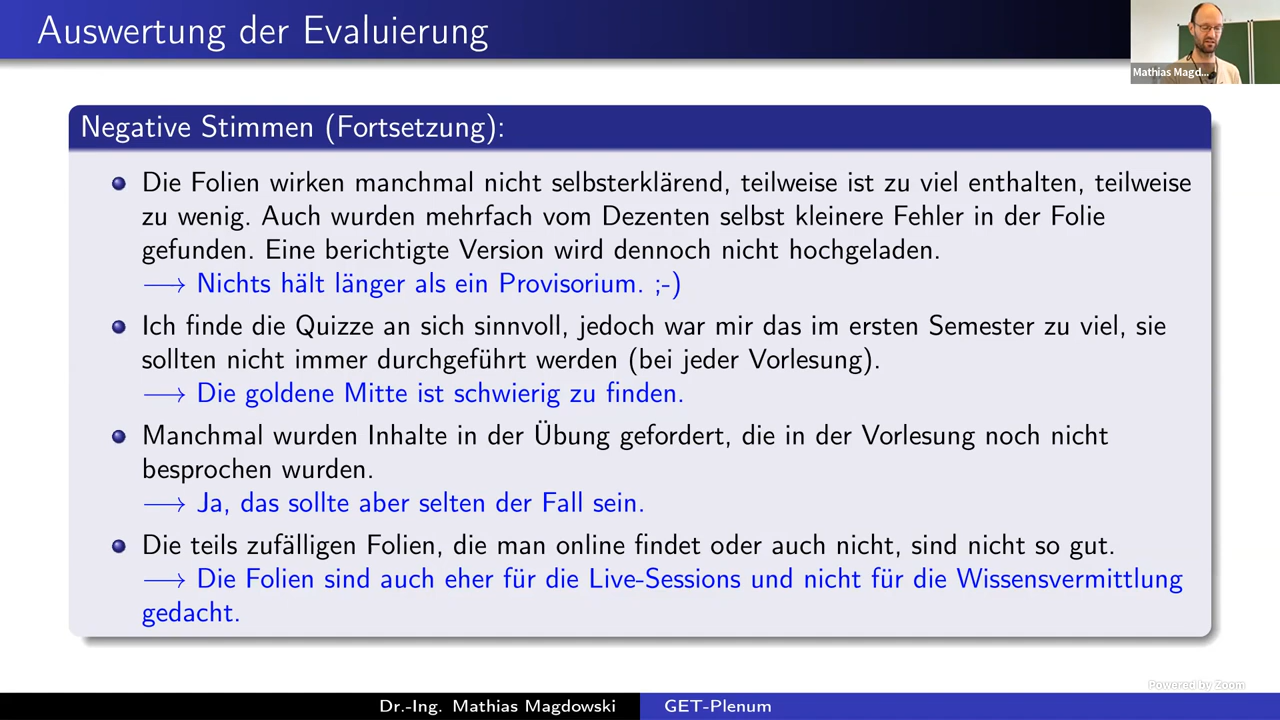 Auswertung der Evaluierung
Mathias Magd...
Negative Stimmen (Fortsetzung):
Die Folien wirken manchmal nicht selbsterklärend, teilweise ist zu viel enthalten, teilweise
zu wenig. Auch wurden mehrfach vom Dezenten selbst kleinere Fehler in der Folie
gefunden. Eine berichtigte Version wird dennoch nicht hochgeladen.
⟶ Nichts hält länger als ein Provisorium. ;-)
Ich finde die Quizze an sich sinnvoll, jedoch war mir das im ersten Semester zu viel, sie
sollten nicht immer durchgeführt werden (bei jeder Vorlesung).
⟶ Die goldene Mitte ist schwierig zu finden.
Manchmal wurden Inhalte in der Übung gefordert, die in der Vorlesung noch nicht
besprochen wurden.
⟶ Ja, das sollte aber selten der Fall sein.
Die teils zufälligen Folien, die man online findet oder auch nicht, sind nicht so gut.
⟶ Die Folien sind auch eher für die Live-Sessions und nicht für die Wissensvermittlung
gedacht.
Powered by Zoom
Dr.-Ing. Mathias Magdowski GET-Plenum